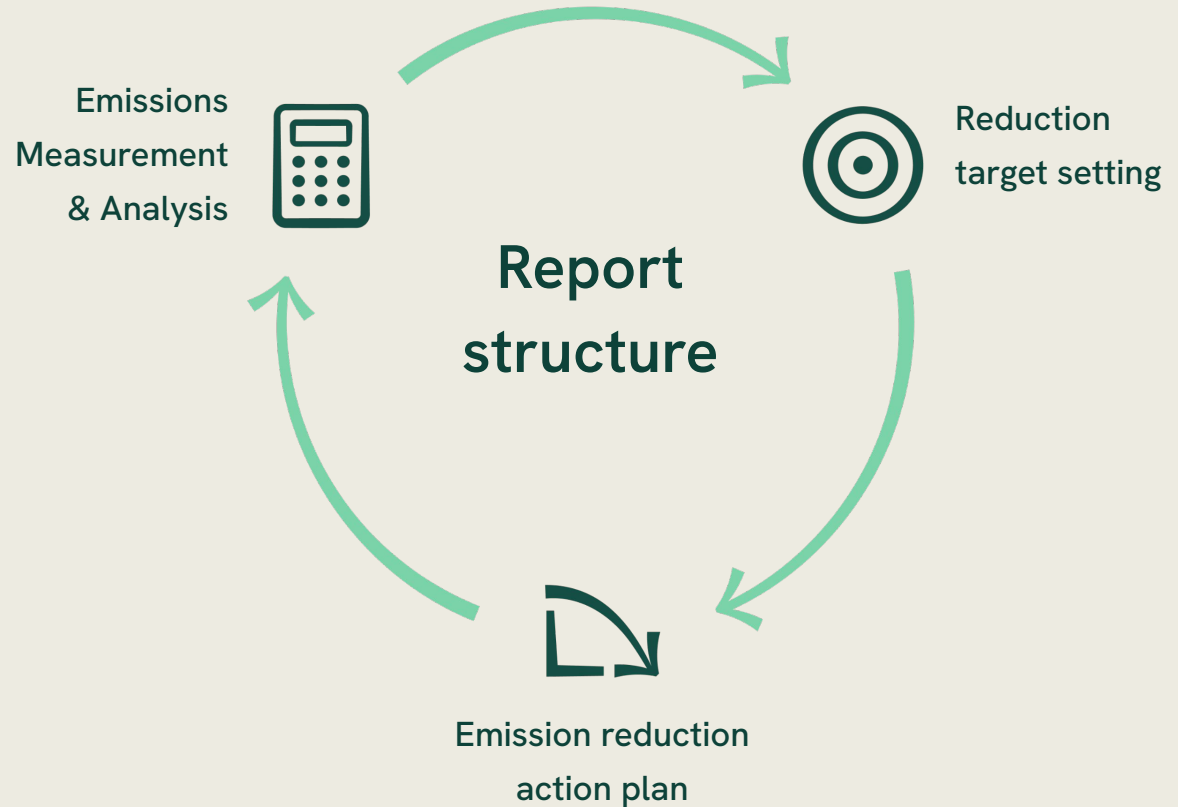 Emissions
Measurement
& Analysis
Reduction
target setting
Report
structure
Emission reduction
action plan